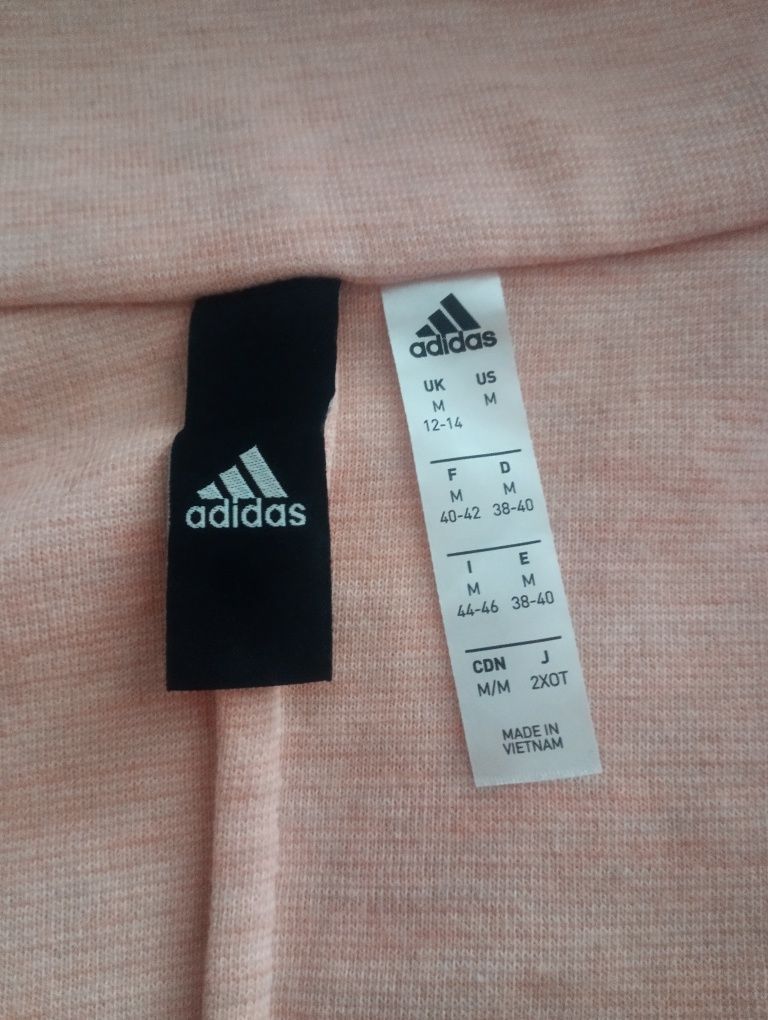 adidas
adidas
UK US
M M
12-14
F D
M M
40-42 38-40
I E
M M
44-46 38-40
CDN J
M/M 2XOT
MADE IN
VIETNAM